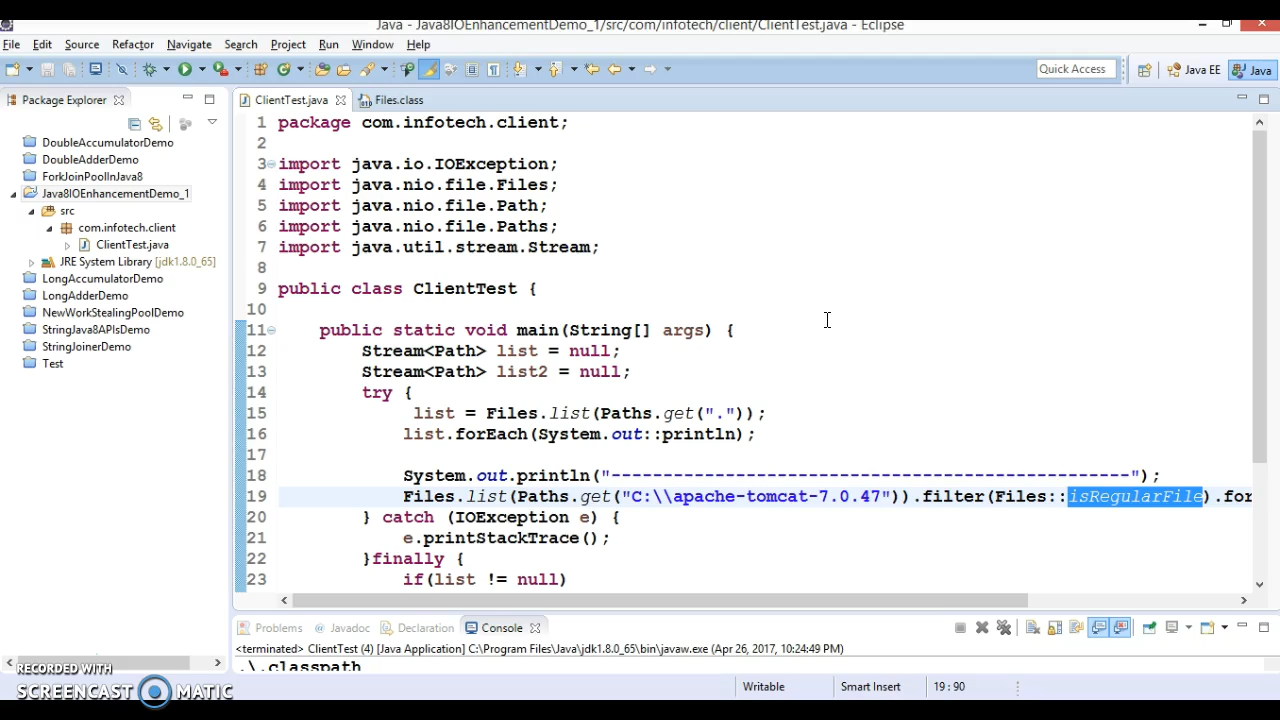 Java - Java8IOEnhancementDemo_1/src/com/infotech/client/ClientTest.java - Eclipse
File Edit Source Refactor Navigate Search Project Run Window Help
Quick Access Java EE Java
Package Explorer
DoubleAccumulatorDemo
DoubleAdderDemo
ForkJoinPoolInJava8
Java8IOEnhancementDemo_1
src
com.infotech.client
ClientTest.java
JRE System Library [jdk1.8.0_65]
LongAccumulatorDemo
LongAdderDemo
NewWorkStealingPoolDemo
StringJava8APIsDemo
StringJoinerDemo
Test
ClientTest.java Files.class
1 package com.infotech.client;
2
3 import java.io.IOException;
4 import java.nio.file.Files;
5 import java.nio.file.Path;
6 import java.nio.file.Paths;
7 import java.util.stream.Stream;
8
9 public class ClientTest {
10
11 public static void main(String[] args) {
12 Stream<Path> list = null;
13 Stream<Path> list2 = null;
14 try {
15 list = Files.list(Paths.get("."));
16 list.forEach(System.out::println);
17
18 System.out.println("--------------------------------------------------");
19 Files.list(Paths.get("C:\\apache-tomcat-7.0.47")).filter(Files::isRegularFile).for
20 } catch (IOException e) {
21 e.printStackTrace();
22 }finally {
23 if(list != null)
Problems Javadoc Declaration Console
<terminated> ClientTest (4) [Java Application] C:\Program Files\Java\jdk1.8.0_65\bin\javaw.exe (Apr 26, 2017, 10:24:49 PM)
.\.classpath
Writable Smart Insert 19 : 90
RECORDED WITH
SCREENCAST MATIC